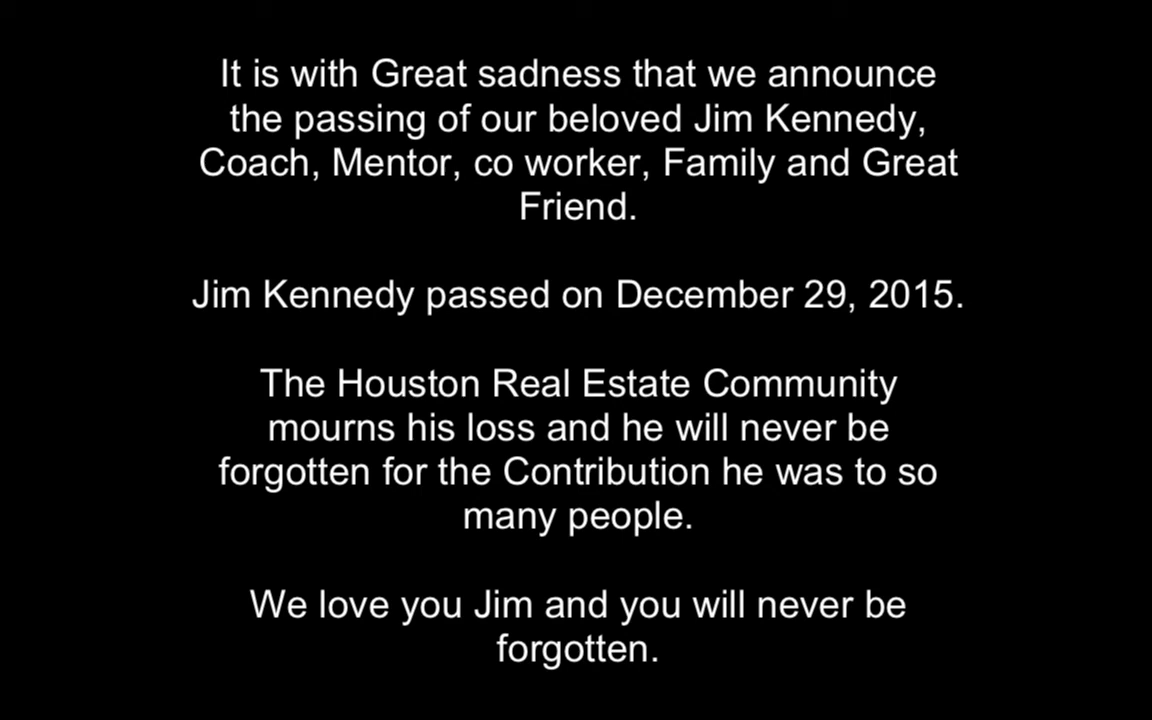 It is with Great sadness that we announce
the passing of our beloved Jim Kennedy,
Coach, Mentor, co worker, Family and Great
Friend.
Jim Kennedy passed on December 29, 2015.
The Houston Real Estate Community
mourns his loss and he will never be
forgotten for the Contribution he was to so
many people.
We love you Jim and you will never be
forgotten.